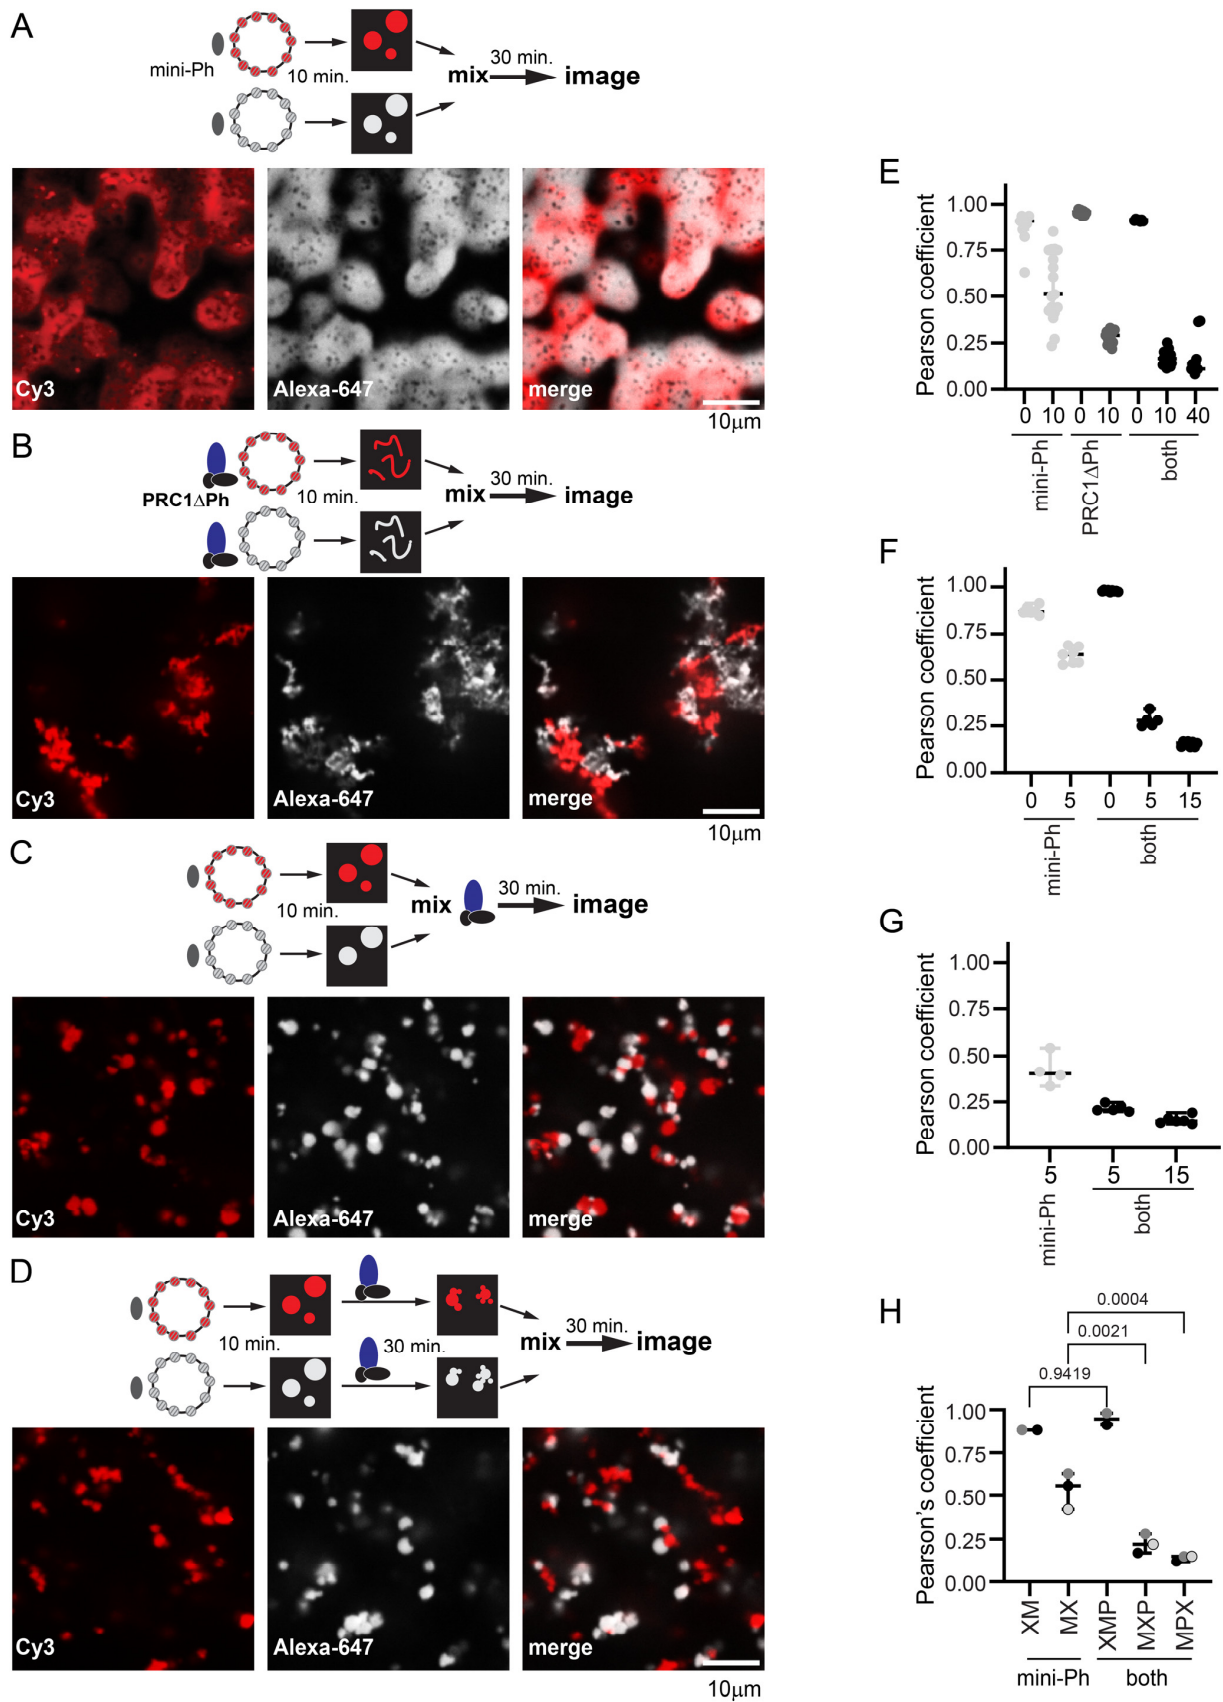 A
mini-Ph
10 min.
mix
30 min.
image
Cy3
Alexa-647
merge
10µm
B
PRC1ΔPh
10 min.
mix
30 min.
image
Cy3
Alexa-647
merge
10µm
C
10 min.
mix
30 min.
image
Cy3
Alexa-647
merge
D
10 min.
30 min.
mix
30 min.
image
Cy3
Alexa-647
merge
10µm
E
Pearson coefficient
1.00
0.75
0.50
0.25
0.00
0 10 0 10 0 10 40
mini-Ph
PRC1ΔPh
both
F
Pearson coefficient
1.00
0.75
0.50
0.25
0.00
0 5 0 5 15
mini-Ph
both
G
Pearson coefficient
1.00
0.75
0.50
0.25
0.00
5 5 15
mini-Ph
both
H
0.0004
0.0021
0.9419
Pearson's coefficient
1.00
0.75
0.50
0.25
0.00
XM
MX
XMP
MXP
MPX
mini-Ph
both